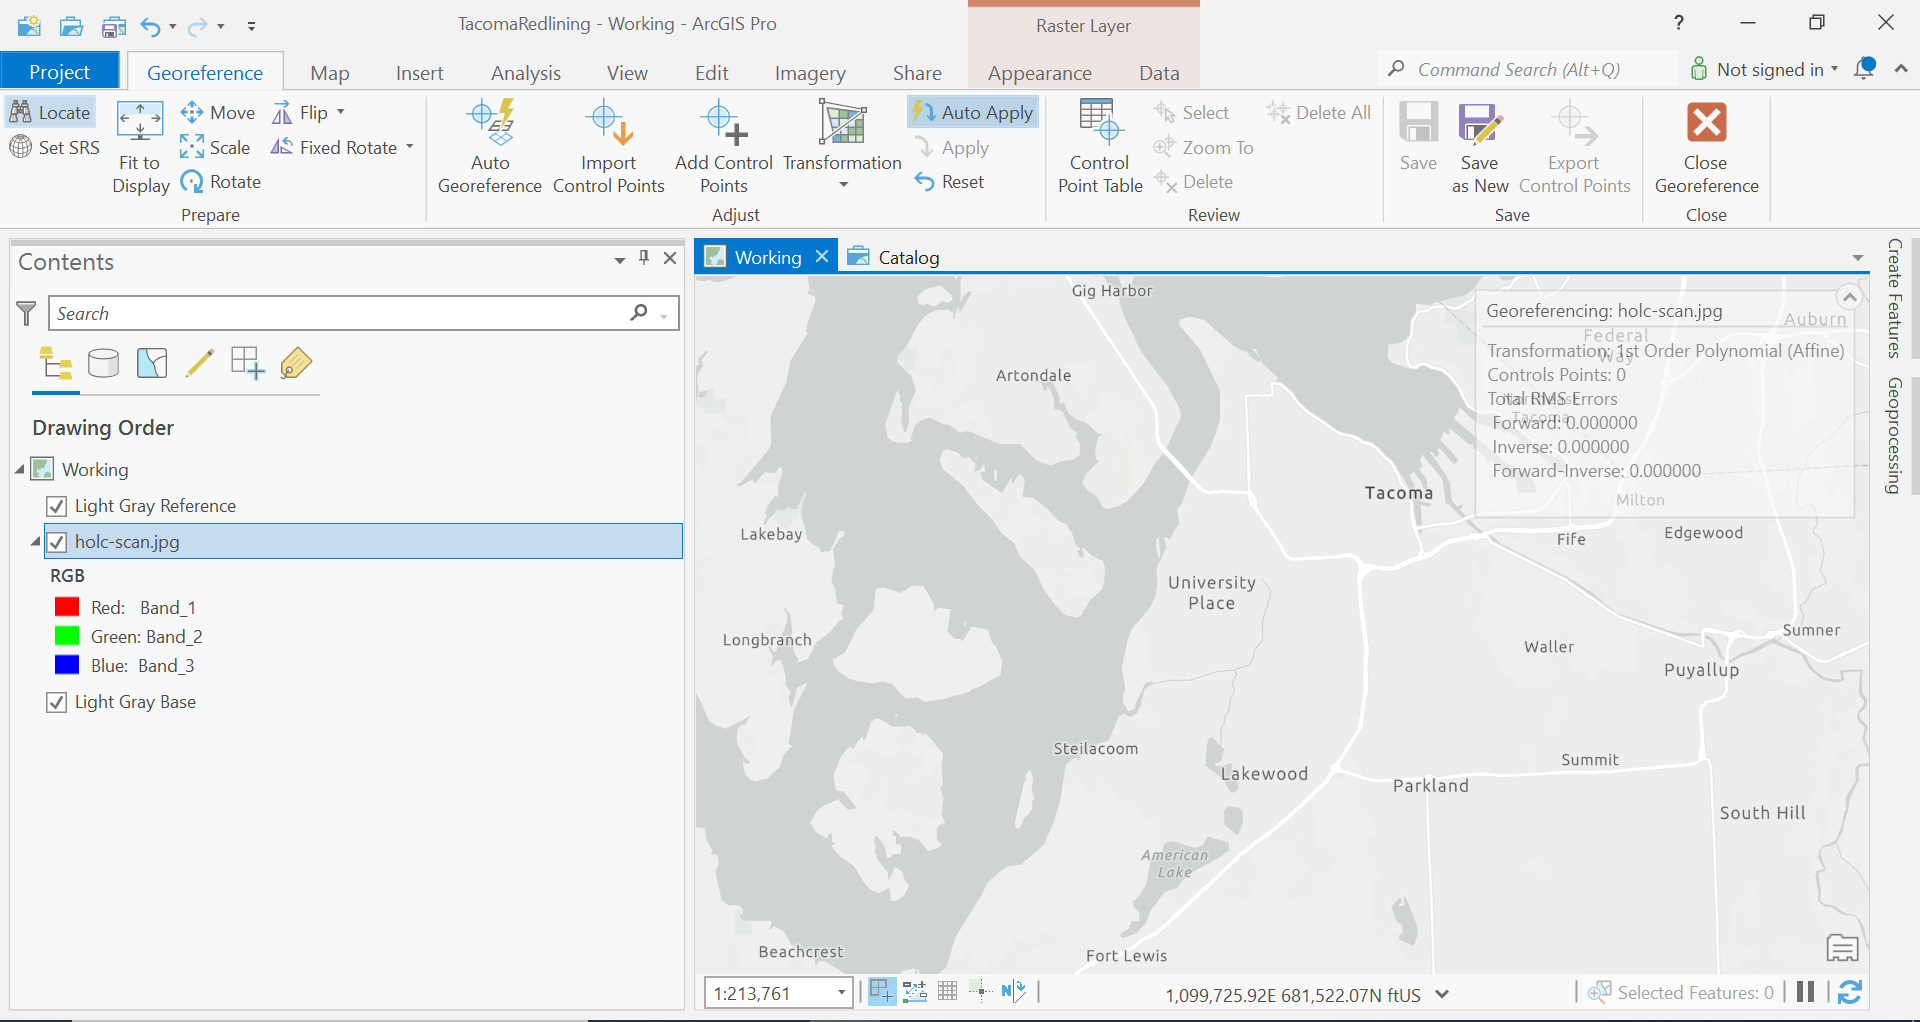 TacomaRedlining - Working - ArcGIS Pro
Raster Layer
?
Project
Georeference
Map
Insert
Analysis
View
Edit
Imagery
Share
Appearance
Data
Command Search (Alt+Q)
Not signed in
Locate
Set SRS
Fit to
Display
Move
Scale
Rotate
Flip
Fixed Rotate
Prepare
Auto
Georeference
Import
Control Points
Add Control
Points
Transformation
Auto Apply
Apply
Reset
Adjust
Control
Point Table
Select
Zoom To
Delete
Delete All
Review
Save
Save
as New
Export
Control Points
Save
Close
Georeference
Close
Contents
Search
Drawing Order
Working
Light Gray Reference
holc-scan.jpg
RGB
Red: Band_1
Green: Band_2
Blue: Band_3
Light Gray Base
Working
Catalog
Gig Harbor
Artondale
Lakebay
Longbranch
Tacoma
University
Place
Steilacoom
Lakewood
American
Lake
Beachcrest
Fort Lewis
Parkland
Summit
South Hill
Waller
Puyallup
Sumner
Fife
Edgewood
Milton
Auburn
Federal
Way
Northeast
Tacoma
Georeferencing: holc-scan.jpg
Transformation: 1st Order Polynomial (Affine)
Controls Points: 0
Total RMS Errors
Forward: 0.000000
Inverse: 0.000000
Forward-Inverse: 0.000000
Create Features
Geoprocessing
1:213,761
N
1,099,725.92E 681,522.07N ftUS
Selected Features: 0